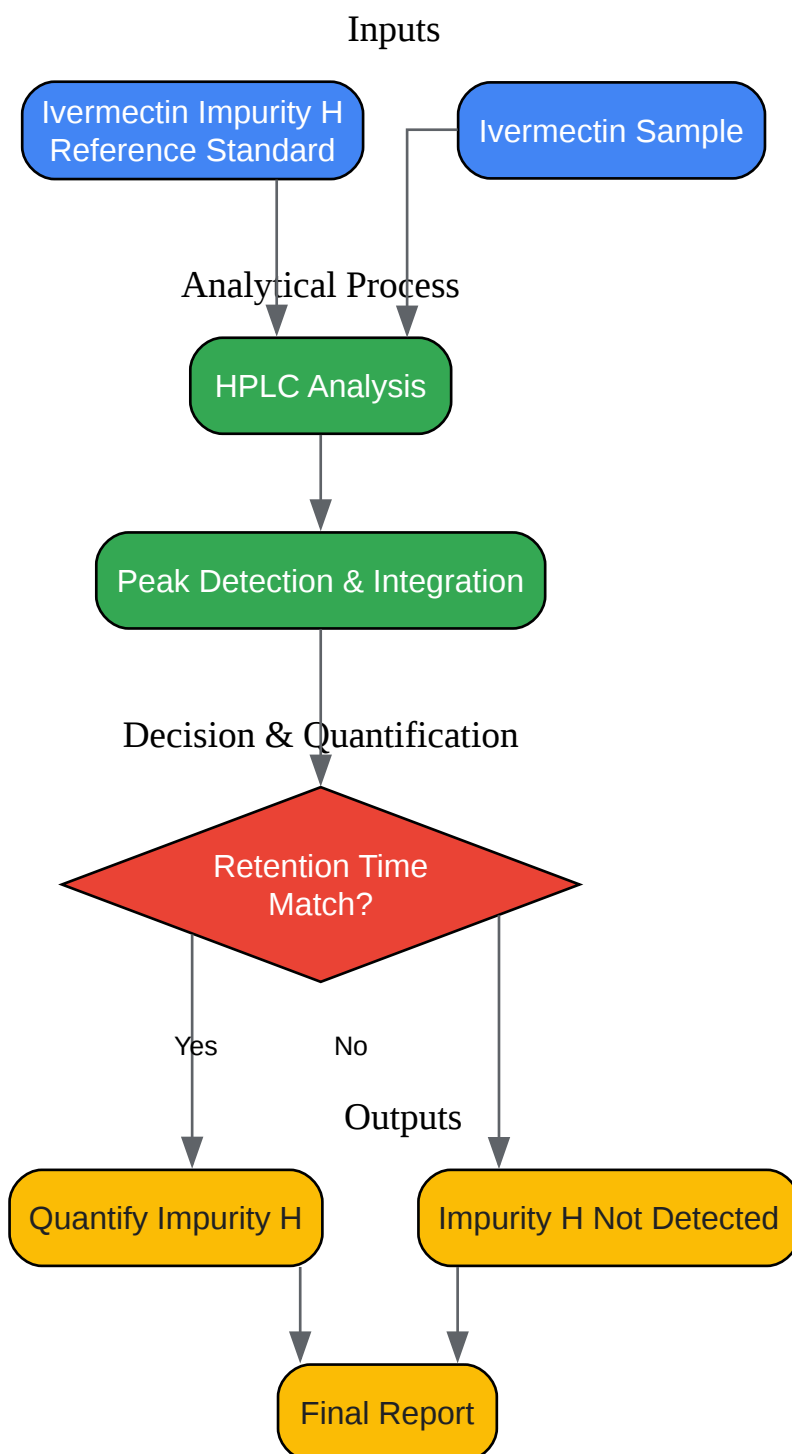 Inputs
Ivermectin Impurity H
Reference Standard
Ivermectin Sample
Analytical Process
HPLC Analysis
Peak Detection & Integration
Decision & Quantification
Retention Time
Match?
Yes
No
Outputs
Quantify Impurity H
Impurity H Not Detected
Final Report